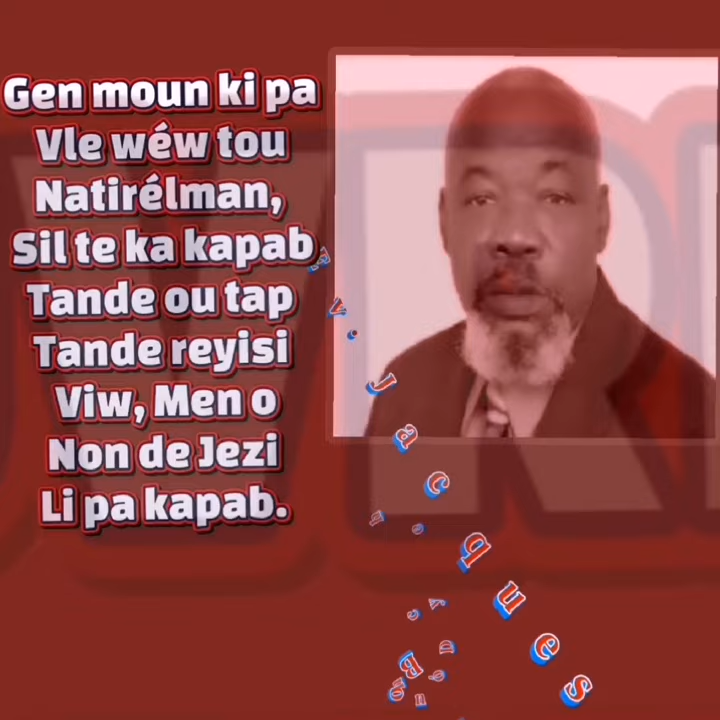 Gen moun ki pa
Vle wéw tou
Natirélman,
Sil te ka kapab
Tande ou tap
Tande reyisi
Viw, Men o
Non de Jezi
Li pa kapab.
Jacques